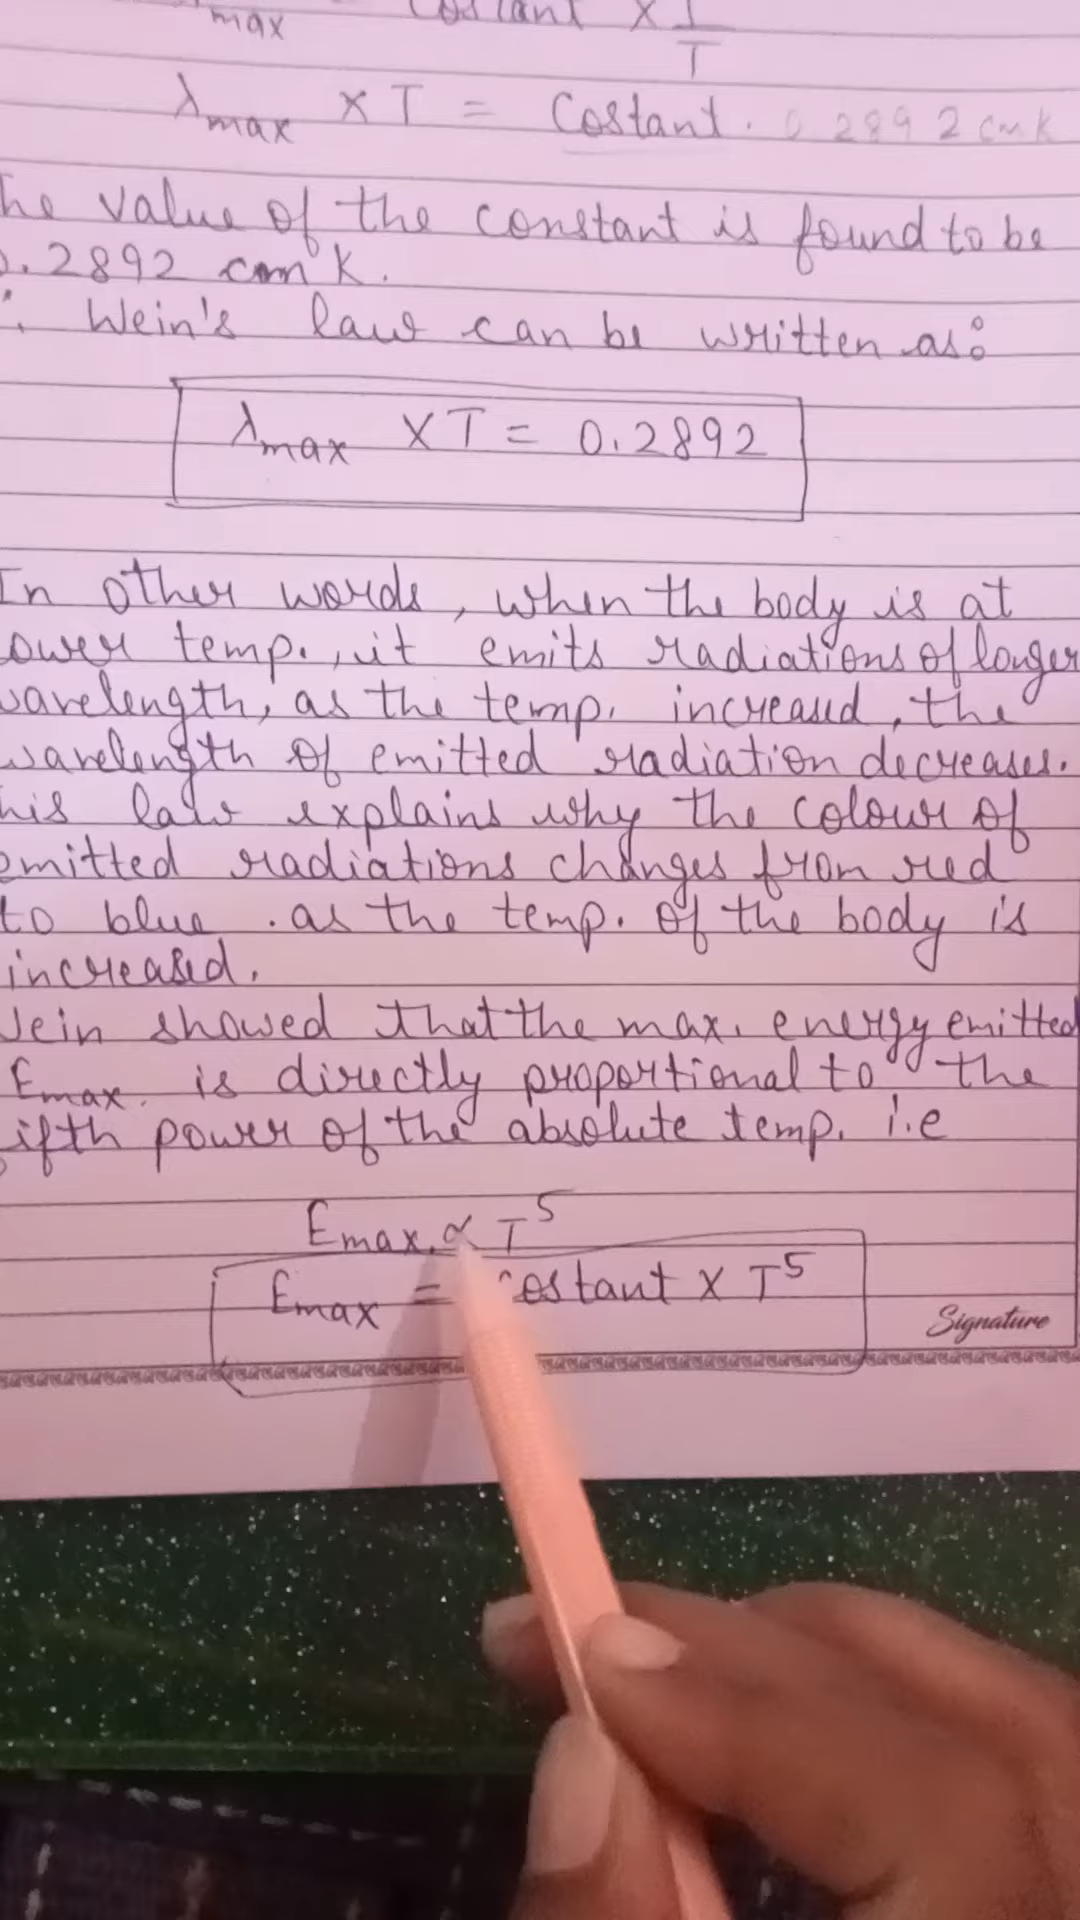 max costant x 1
T
λmax x T = Costant. 0.2892 cmK
he value of the constant is found to be
0.2892 cm°K.
∴ Wein's law can be written as:
λmax x T = 0.2892
In other words, when the body is at
ower temp., it emits radiations of longer
wavelength, as the temp. increased, the
wavelength of emitted radiation decreases.
his law explains why the colour of
emitted radiations changes from red
to blue . as the temp. of the body is
increased.
Wein showed that the max. energy emitted
Emax. is directly proportional to the
fifth power of the absolute temp. i.e
Emax. ∝ T⁵
Emax = costant x T⁵
Signature